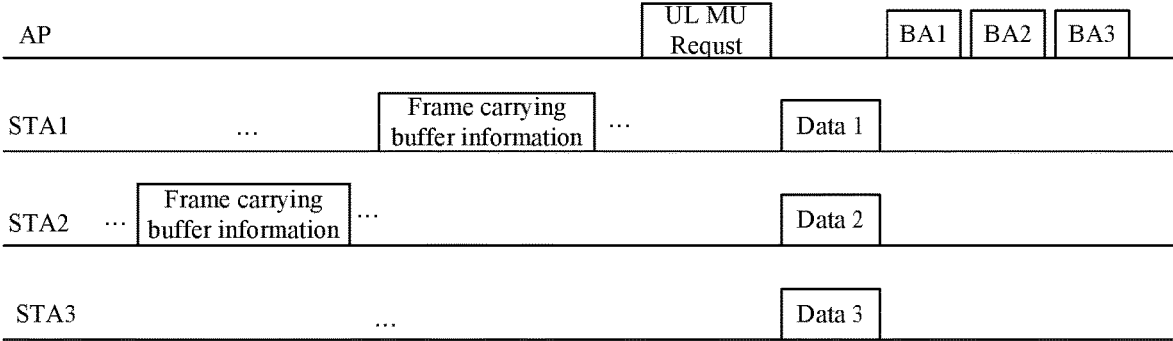 AP
UL MU
Requst
BA1 BA2 BA3
STA1
...
Frame carrying
buffer information
...
Data 1
STA2
...
Frame carrying
buffer information
...
Data 2
STA3
...
Data 3